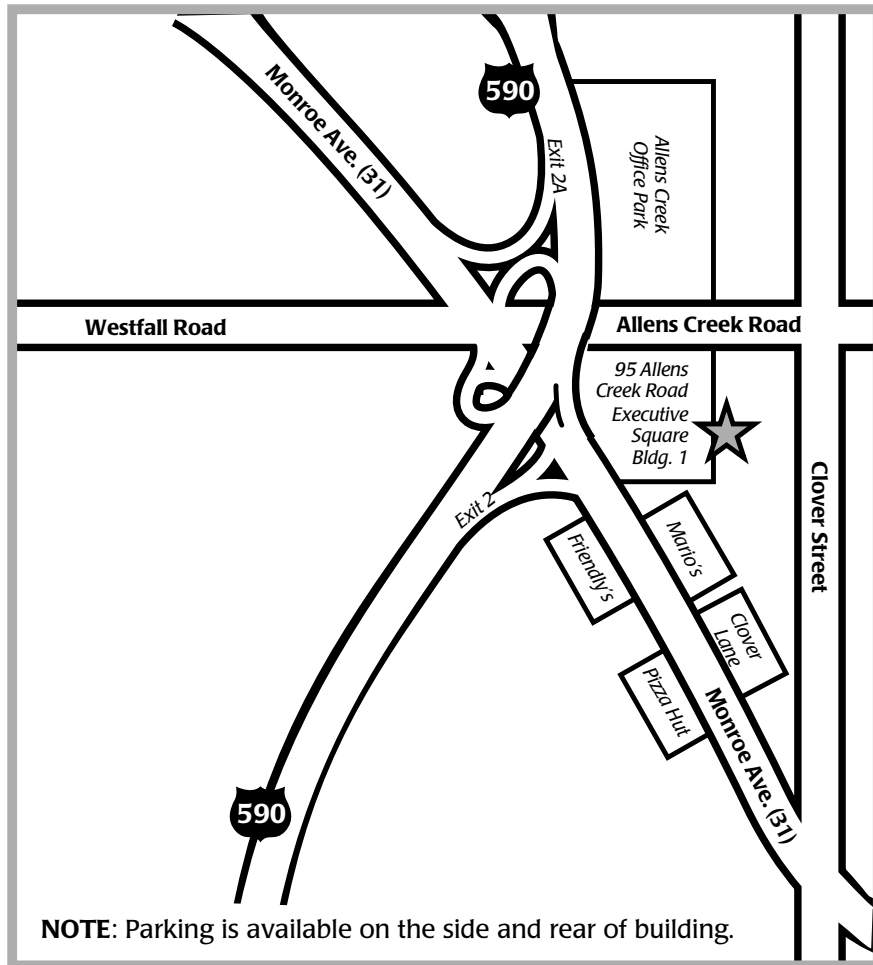 590
Monroe Ave. (31)
Exit 2A
Allens Creek
Office Park
Westfall Road
Allens Creek Road
95 Allens
Creek Road
Executive
Square
Bldg. 1
Clover Street
Exit 2
Mario's
Friendly's
Clover
Lane
Pizza Hut
Monroe Ave. (31)
590
NOTE: Parking is available on the side and rear of building.